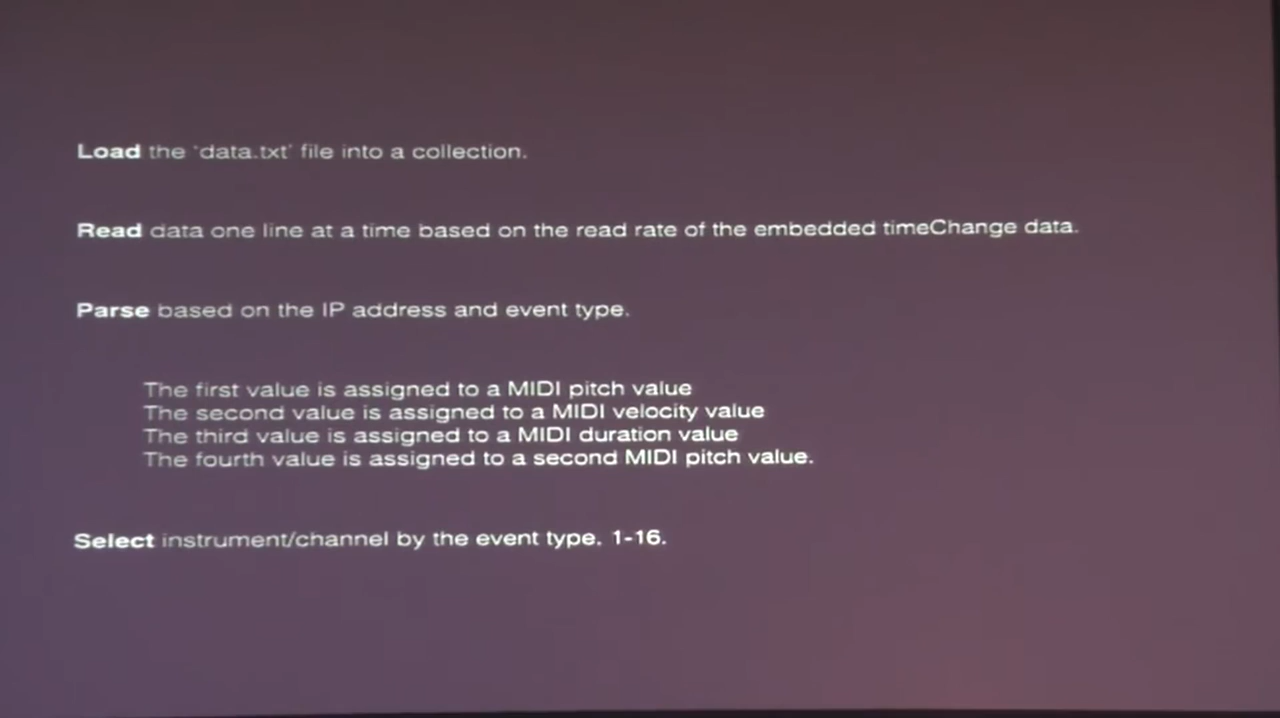 Load the 'data.txt' file into a collection.
Read data one line at a time based on the read rate of the embedded timeChange data.
Parse based on the IP address and event type.
The first value is assigned to a MIDI pitch value
The second value is assigned to a MIDI velocity value
The third value is assigned to a MIDI duration value
The fourth value is assigned to a second MIDI pitch value.
Select instrument/channel by the event type. 1-16.